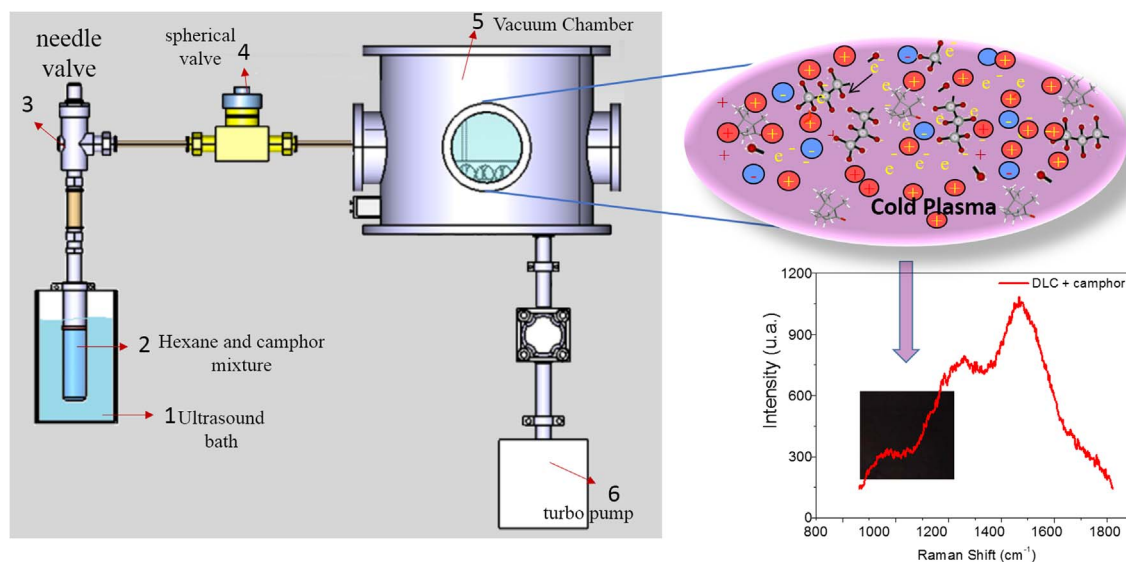 needle
valve
3
spherical
valve
4
5 Vacuum Chamber
2 Hexane and camphor
mixture
1 Ultrasound
bath
6
turbo pump
Cold Plasma
DLC + camphor
Intensity (u.a.)
1200
900
600
300
0
800 1000 1200 1400 1600 1800
Raman Shift (cm⁻¹)